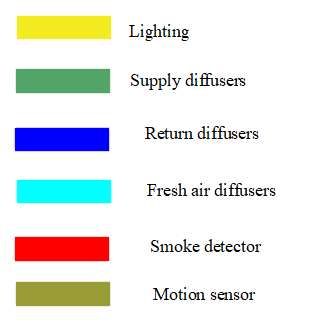 Lighting
Supply diffusers
Return diffusers
Fresh air diffusers
Smoke detector
Motion sensor